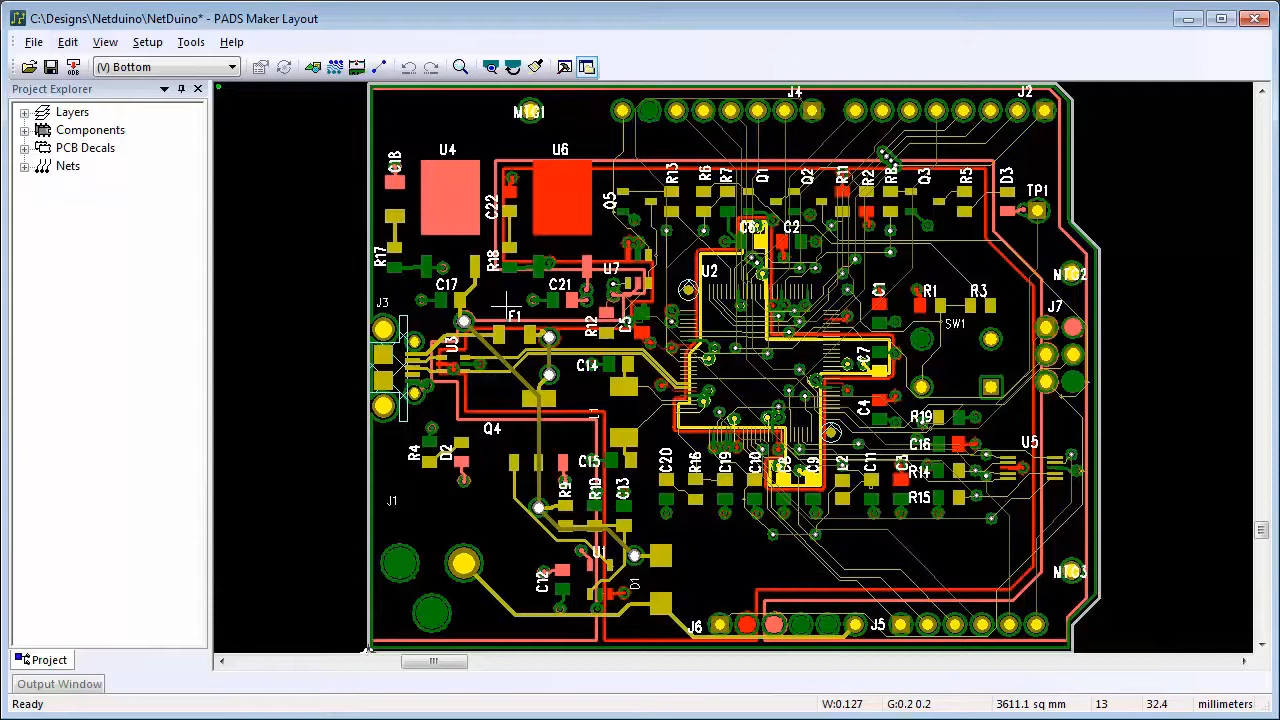 C:\Designs\Netduino\NetDuino* - PADS Maker Layout
File Edit View Setup Tools Help
(V) Bottom
Project Explorer
Layers
Components
PCB Decals
Nets
MTG1 J4 J2
C18 U4 U6 R13 R6 R7 Q1 Q2 R11 R2 R8 Q3 R5 D3
C22 Q5 TP1
C6 C2
R17 R18 U7 U2 MTG2
C17 C21 C1 R1 R3
J3 F1 R12 C5 SW1 J7
U3 C14 C7
L1 C4 R19
Q4 C16 U5
R4 D2 C15 C20 R16 C19 C10 C8 C9 C11 C3 R14
J1 R9 R10 C13 R15
U1 MTG3
C12 D1
J6 J5
Project
Output Window
Ready W:0.127 G:0.2 0.2 3611.1 sq mm 13 32.4 millimeters